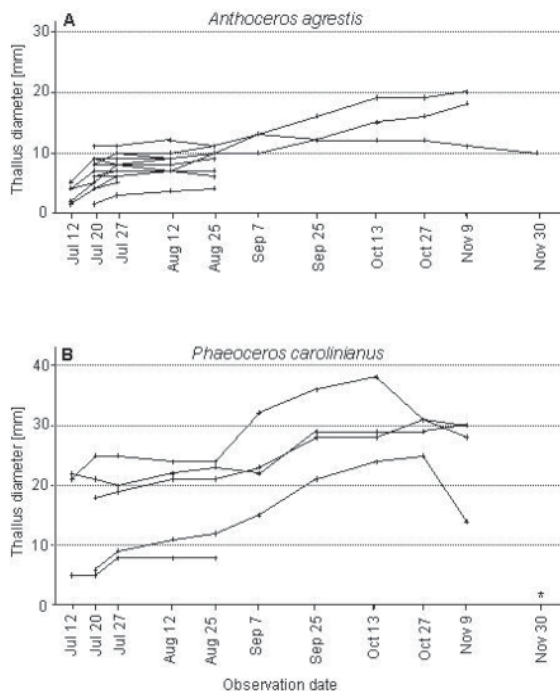 A Anthoceros agrestis
Thallus diameter [mm]
30
20
10
0
Jul 12 Jul 20 Jul 27 Aug 12 Aug 25 Sep 7 Sep 25 Oct 13 Oct 27 Nov 9 Nov 30
B Phaeoceros carolinianus
Thallus diameter [mm]
40
30
20
10
0
*
Jul 12 Jul 20 Jul 27 Aug 12 Aug 25 Sep 7 Sep 25 Oct 13 Oct 27 Nov 9 Nov 30
Observation date